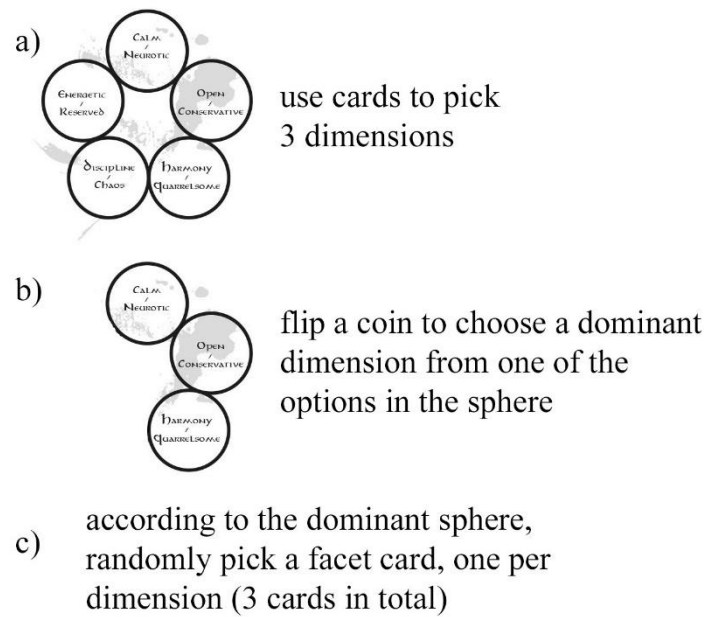 a)
Calm
/
Neurotic
Energetic
/
Reserved
Open
/
Conservative
Discipline
/
Chaos
Harmony
/
Quarrelsome
use cards to pick
3 dimensions
b)
Calm
/
Neurotic
Open
/
Conservative
Harmony
/
Quarrelsome
flip a coin to choose a dominant
dimension from one of the
options in the sphere
c)
according to the dominant sphere,
randomly pick a facet card, one per
dimension (3 cards in total)